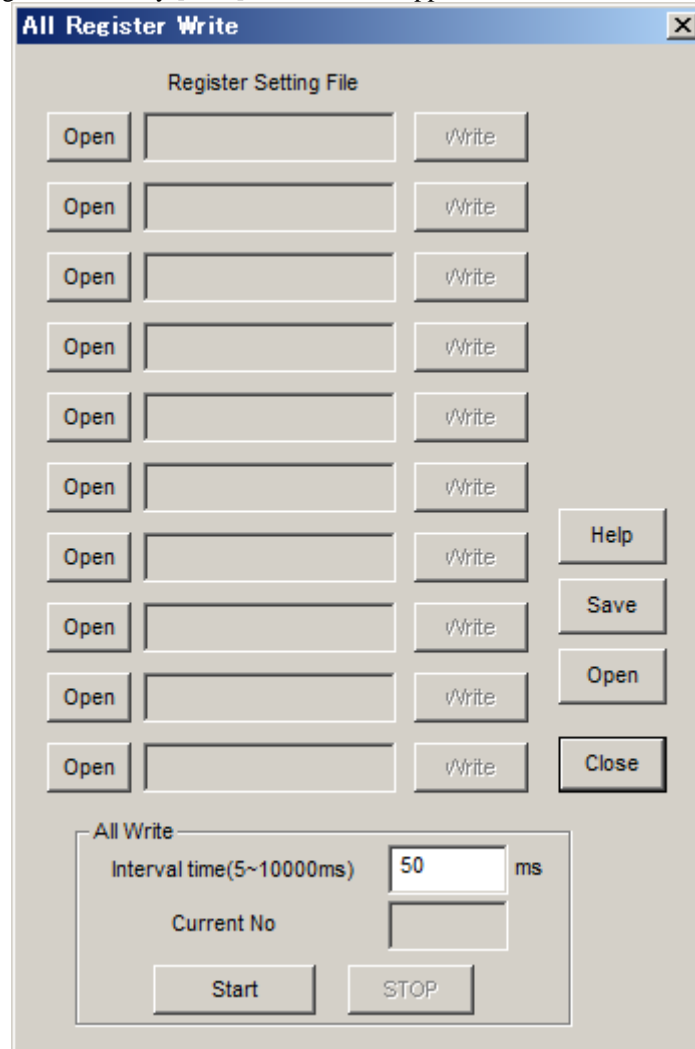 All Register Write
Register Setting File
Open Write
Open Write
Open Write
Open Write
Open Write
Open Write
Help
Open Write
Save
Open Write
Open
Open Write
Close
Open Write
All Write
Interval time(5~10000ms) 50 ms
Current No
Start STOP